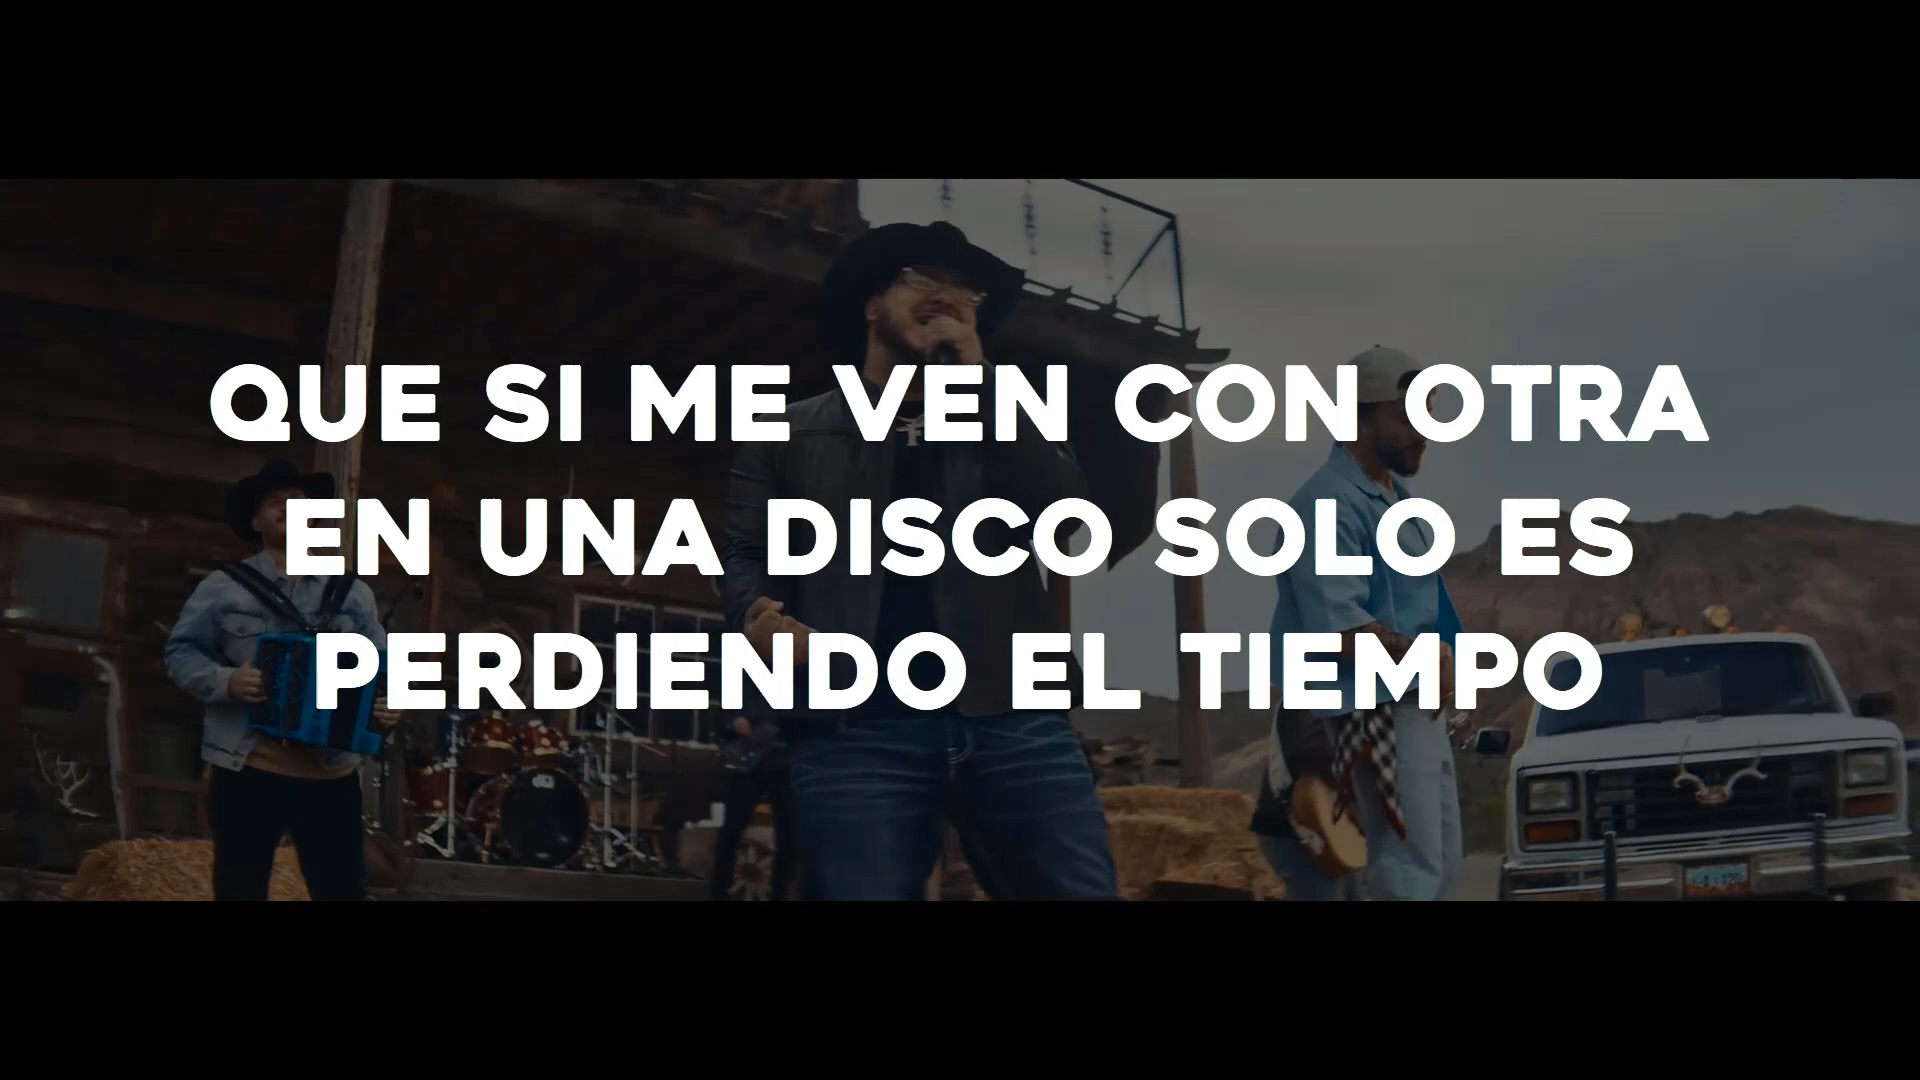 QUE SI ME VEN CON OTRA
EN UNA DISCO SOLO ES
PERDIENDO EL TIEMPO